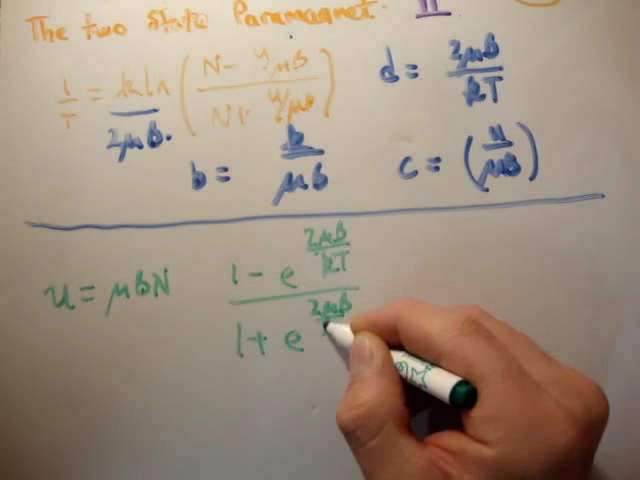 The two State Paramagnet. II
1/T = k ln/2μB. (N - U/μB / N + U/μB) d = 2μB/kT
b = k/μB c = (u/μB)
u = μBN 1 - e^(2μB/kT) / 1 + e^(2μB